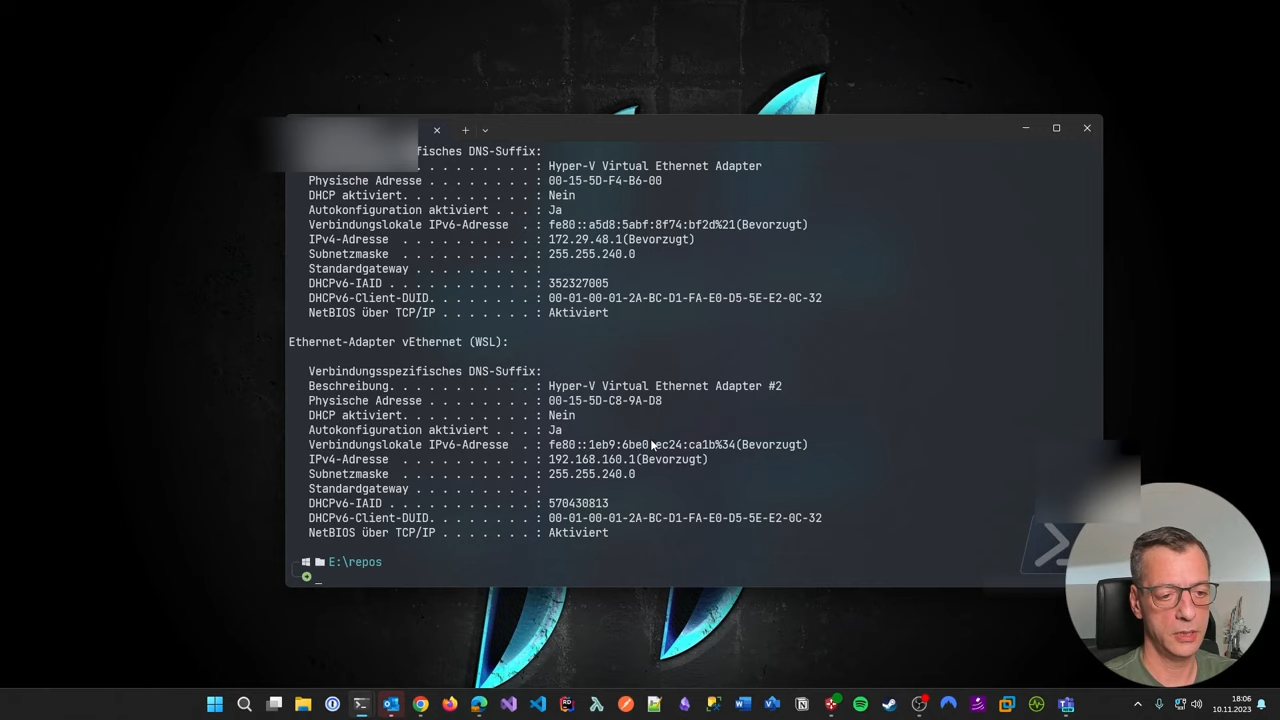 fisches DNS-Suffix:
. . . . . . . . . : Hyper-V Virtual Ethernet Adapter
Physische Adresse . . . . . . . . : 00-15-5D-F4-B6-00
DHCP aktiviert. . . . . . . . . . : Nein
Autokonfiguration aktiviert . . . : Ja
Verbindungslokale IPv6-Adresse  . : fe80::a5d8:5abf:8f74:bf2d%21(Bevorzugt)
IPv4-Adresse  . . . . . . . . . . : 172.29.48.1(Bevorzugt)
Subnetzmaske  . . . . . . . . . . : 255.255.240.0
Standardgateway . . . . . . . . . :
DHCPv6-IAID . . . . . . . . . . . : 352327005
DHCPv6-Client-DUID. . . . . . . . : 00-01-00-01-2A-BC-D1-FA-E0-D5-5E-E2-0C-32
NetBIOS über TCP/IP . . . . . . . : Aktiviert
Ethernet-Adapter vEthernet (WSL):
Verbindungsspezifisches DNS-Suffix:
Beschreibung. . . . . . . . . . . : Hyper-V Virtual Ethernet Adapter #2
Physische Adresse . . . . . . . . : 00-15-5D-C8-9A-D8
DHCP aktiviert. . . . . . . . . . : Nein
Autokonfiguration aktiviert . . . : Ja
Verbindungslokale IPv6-Adresse  . : fe80::1eb9:6be0:ec24:ca1b%34(Bevorzugt)
IPv4-Adresse  . . . . . . . . . . : 192.168.160.1(Bevorzugt)
Subnetzmaske  . . . . . . . . . . : 255.255.240.0
Standardgateway . . . . . . . . . :
DHCPv6-IAID . . . . . . . . . . . : 570430813
DHCPv6-Client-DUID. . . . . . . . : 00-01-00-01-2A-BC-D1-FA-E0-D5-5E-E2-0C-32
NetBIOS über TCP/IP . . . . . . . : Aktiviert
E:\repos
18:06
10.11.2023